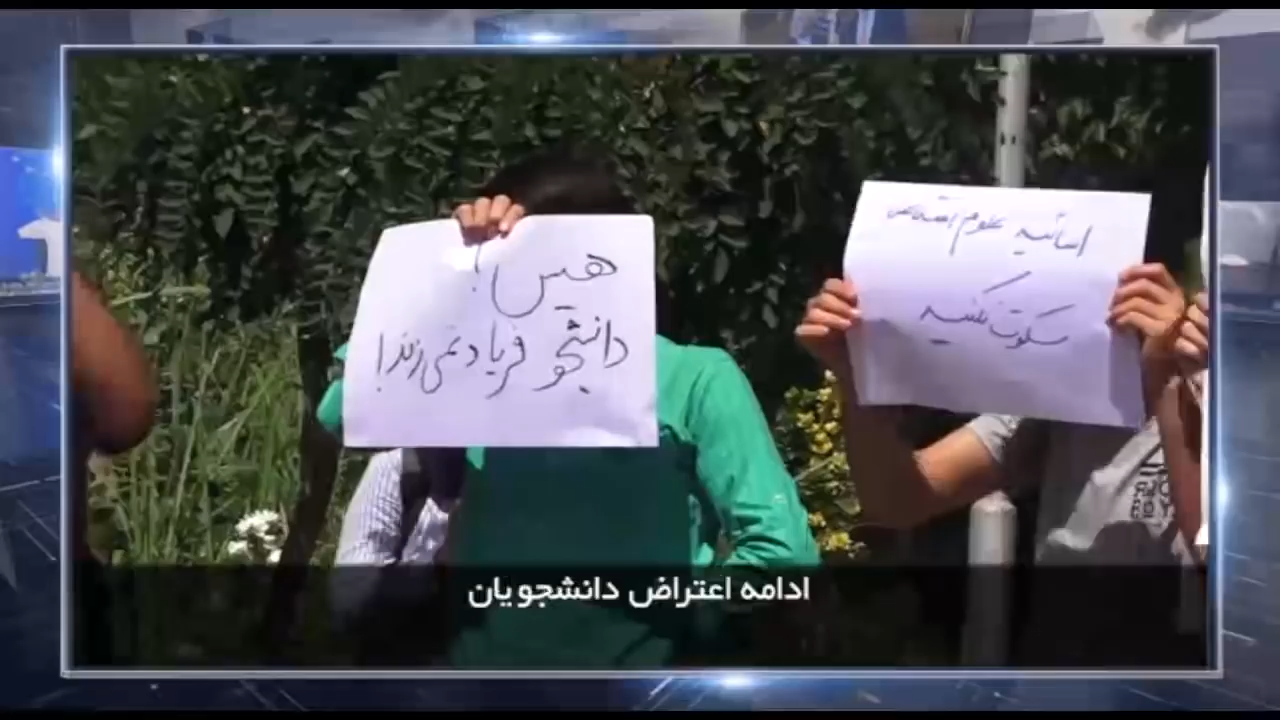 هیس!
دانشجو فریاد نمی زند!
اساتید علوم اقتصادی
سکوت نکنید
ادامه اعتراض دانشجویان